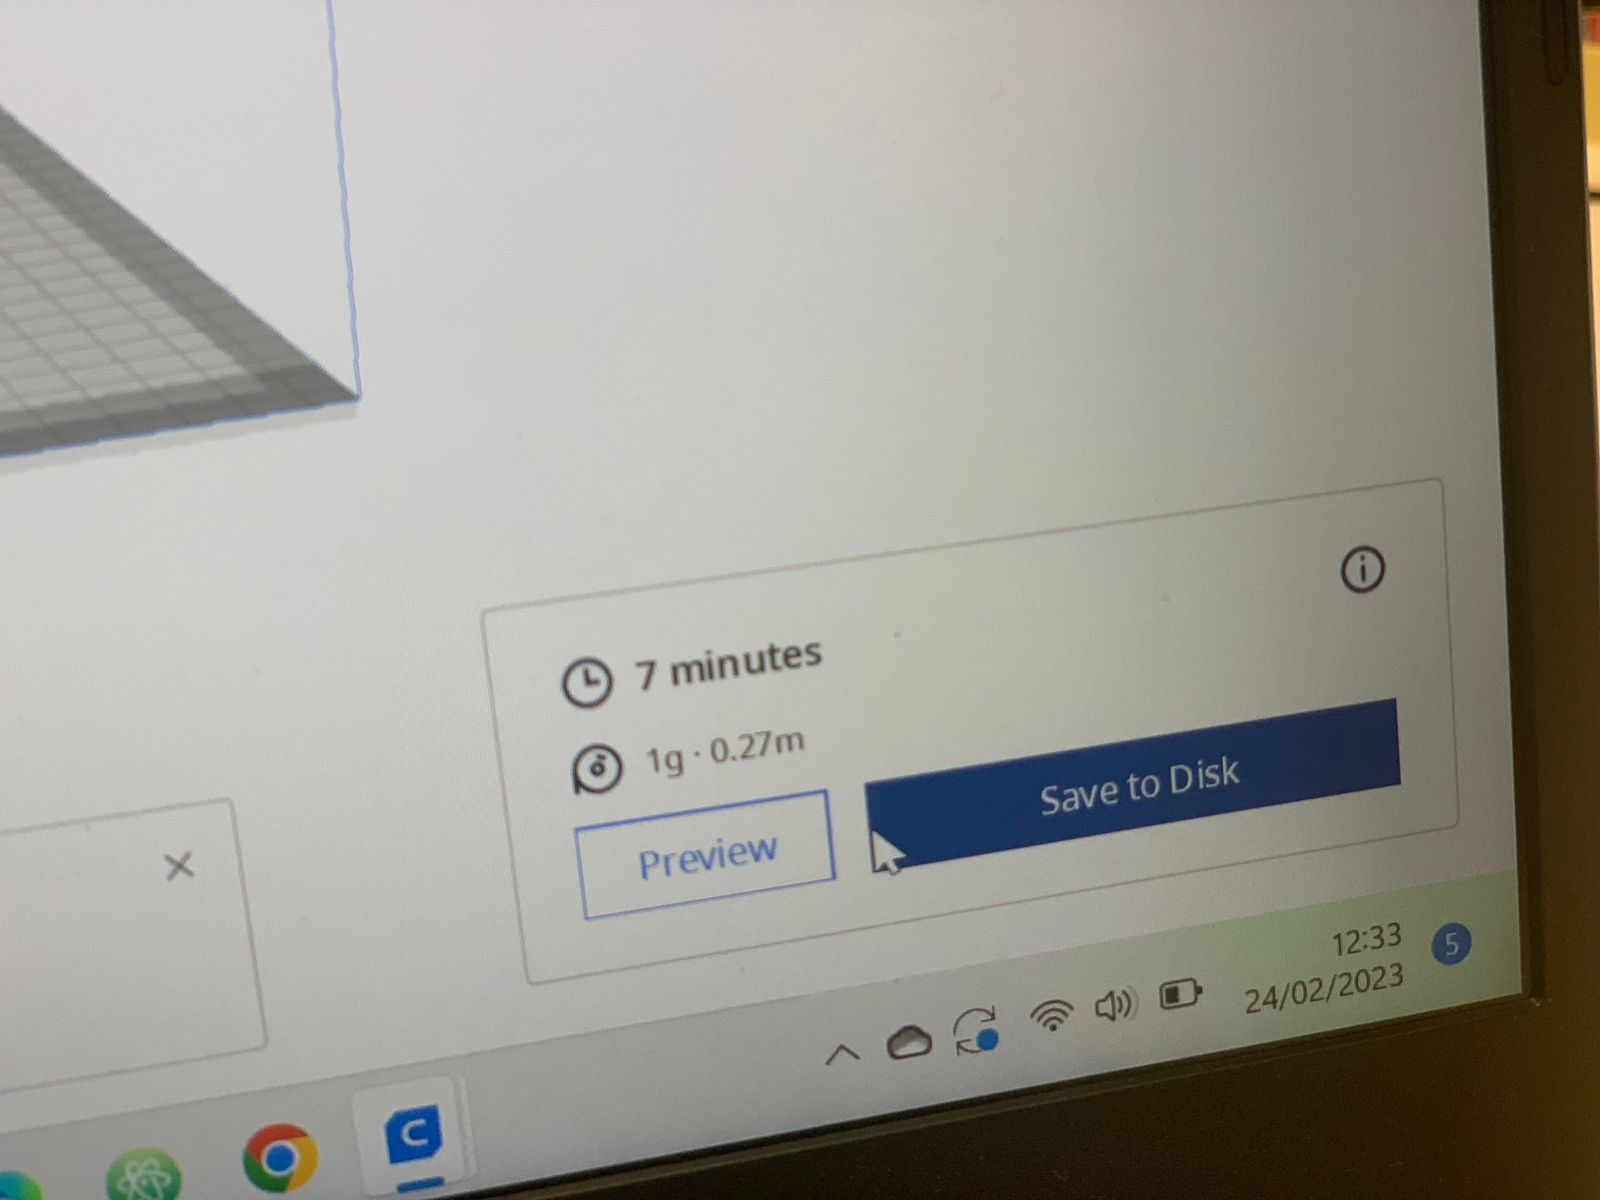 7 minutes
1g · 0.27m
Preview
Save to Disk
12:33
24/02/2023
5